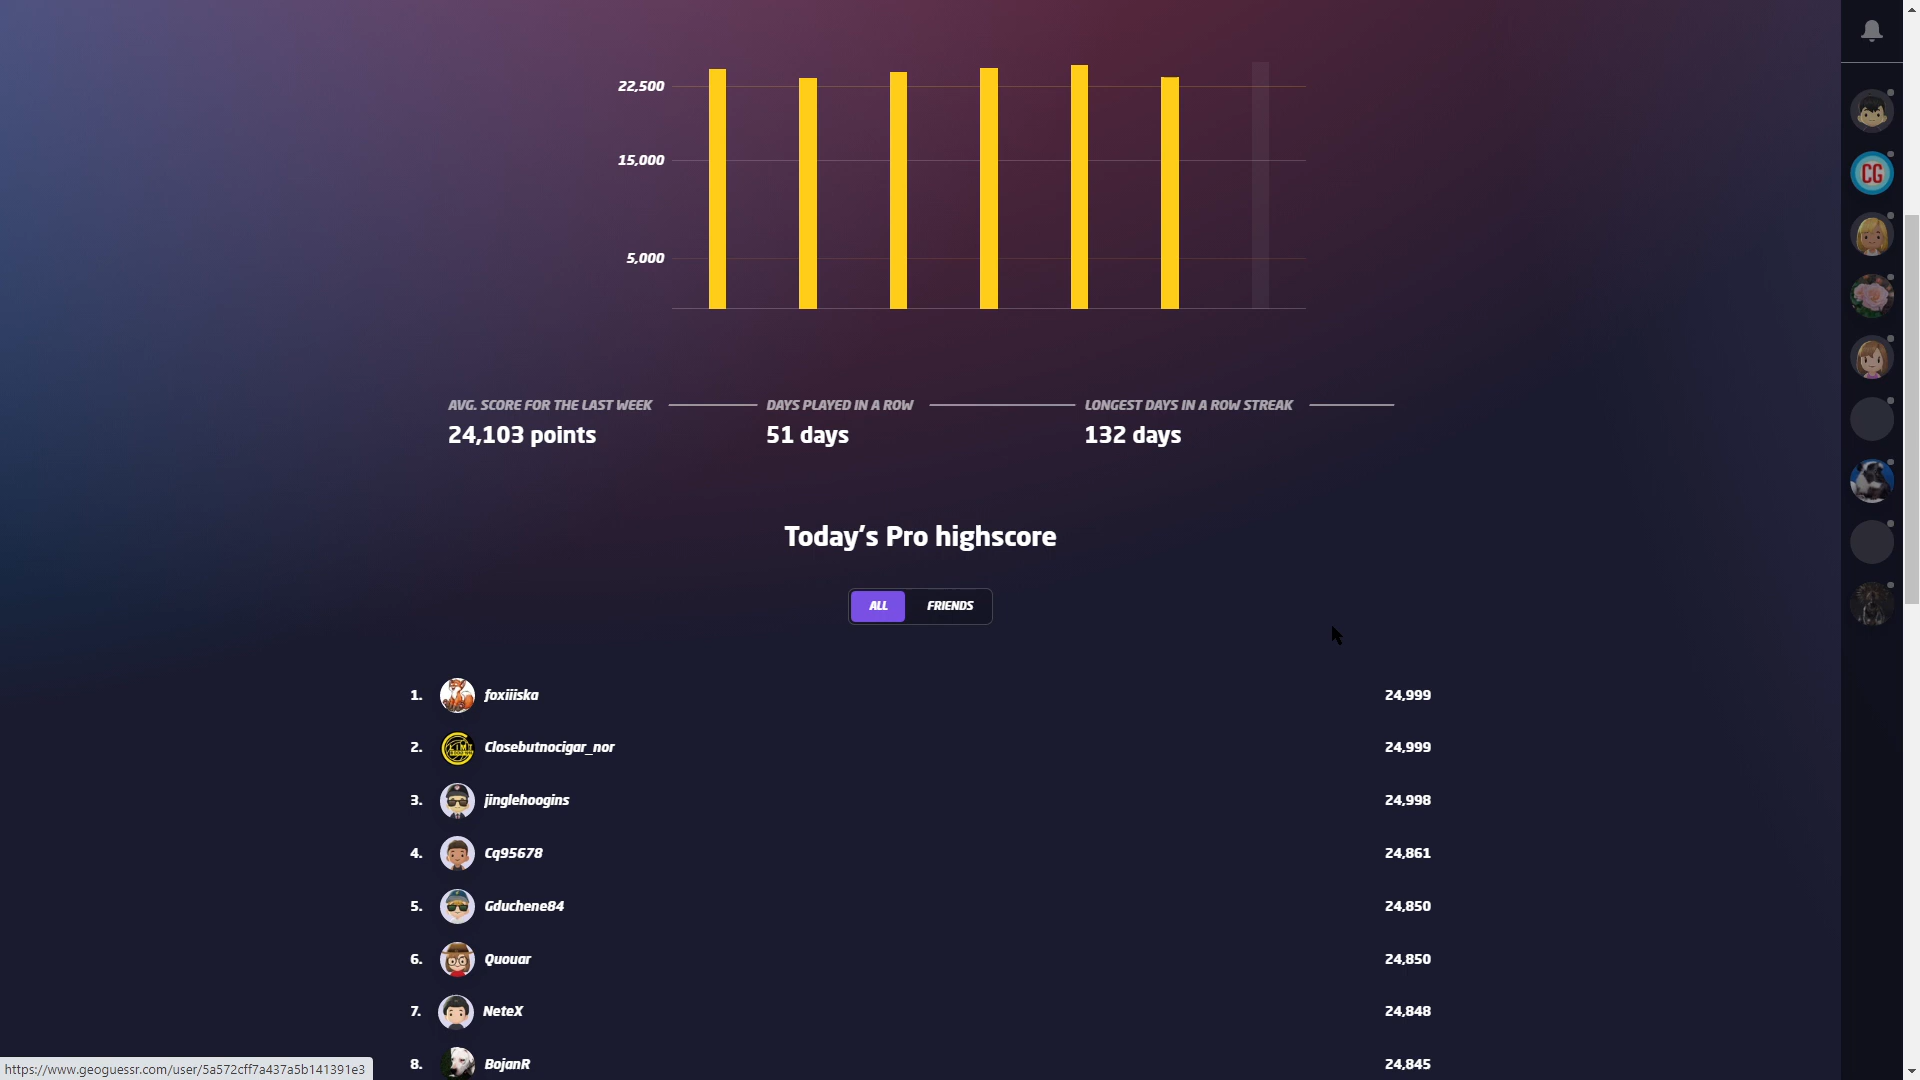 22,500
15,000
5,000
AVG. SCORE FOR THE LAST WEEK
24,103 points
DAYS PLAYED IN A ROW
51 days
LONGEST DAYS IN A ROW STREAK
132 days
Today's Pro highscore
ALL
FRIENDS
1. foxiiiska 24,999
2. Closebutnocigar_nor 24,999
3. jinglehoogins 24,998
4. Cq95678 24,861
5. Gduchene84 24,850
6. Quouar 24,850
7. NeteX 24,848
8. BojanR 24,845
https://www.geoguessr.com/user/5a572cff7a437a5b141391e3
CG